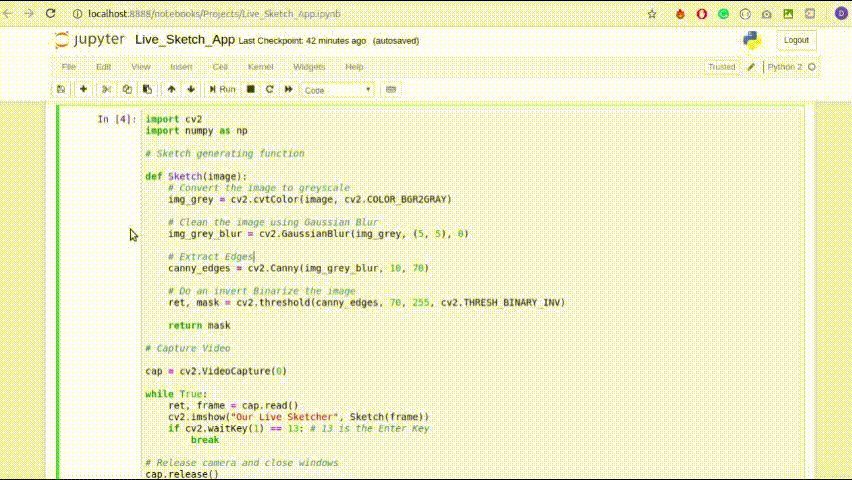 localhost:8888/notebooks/Projects/Live_Sketch_App.ipynb
D
jupyter Live_Sketch_App Last Checkpoint: 42 minutes ago (autosaved)
Logout
File Edit View Insert Cell Kernel Widgets Help
Trusted Python 2
Run Code
In [4]:
import cv2
import numpy as np
# Sketch generating function
def Sketch(image):
# Convert the image to greyscale
img_grey = cv2.cvtColor(image, cv2.COLOR_BGR2GRAY)
# Clean the image using Gaussian Blur
img_grey_blur = cv2.GaussianBlur(img_grey, (5, 5), 0)
# Extract Edges
canny_edges = cv2.Canny(img_grey_blur, 10, 70)
# Do an invert Binarize the image
ret, mask = cv2.threshold(canny_edges, 70, 255, cv2.THRESH_BINARY_INV)
return mask
# Capture Video
cap = cv2.VideoCapture(0)
while True:
ret, frame = cap.read()
cv2.imshow("Our Live Sketcher", Sketch(frame))
if cv2.waitKey(1) == 13: # 13 is the Enter Key
break
# Release camera and close windows
cap.release()